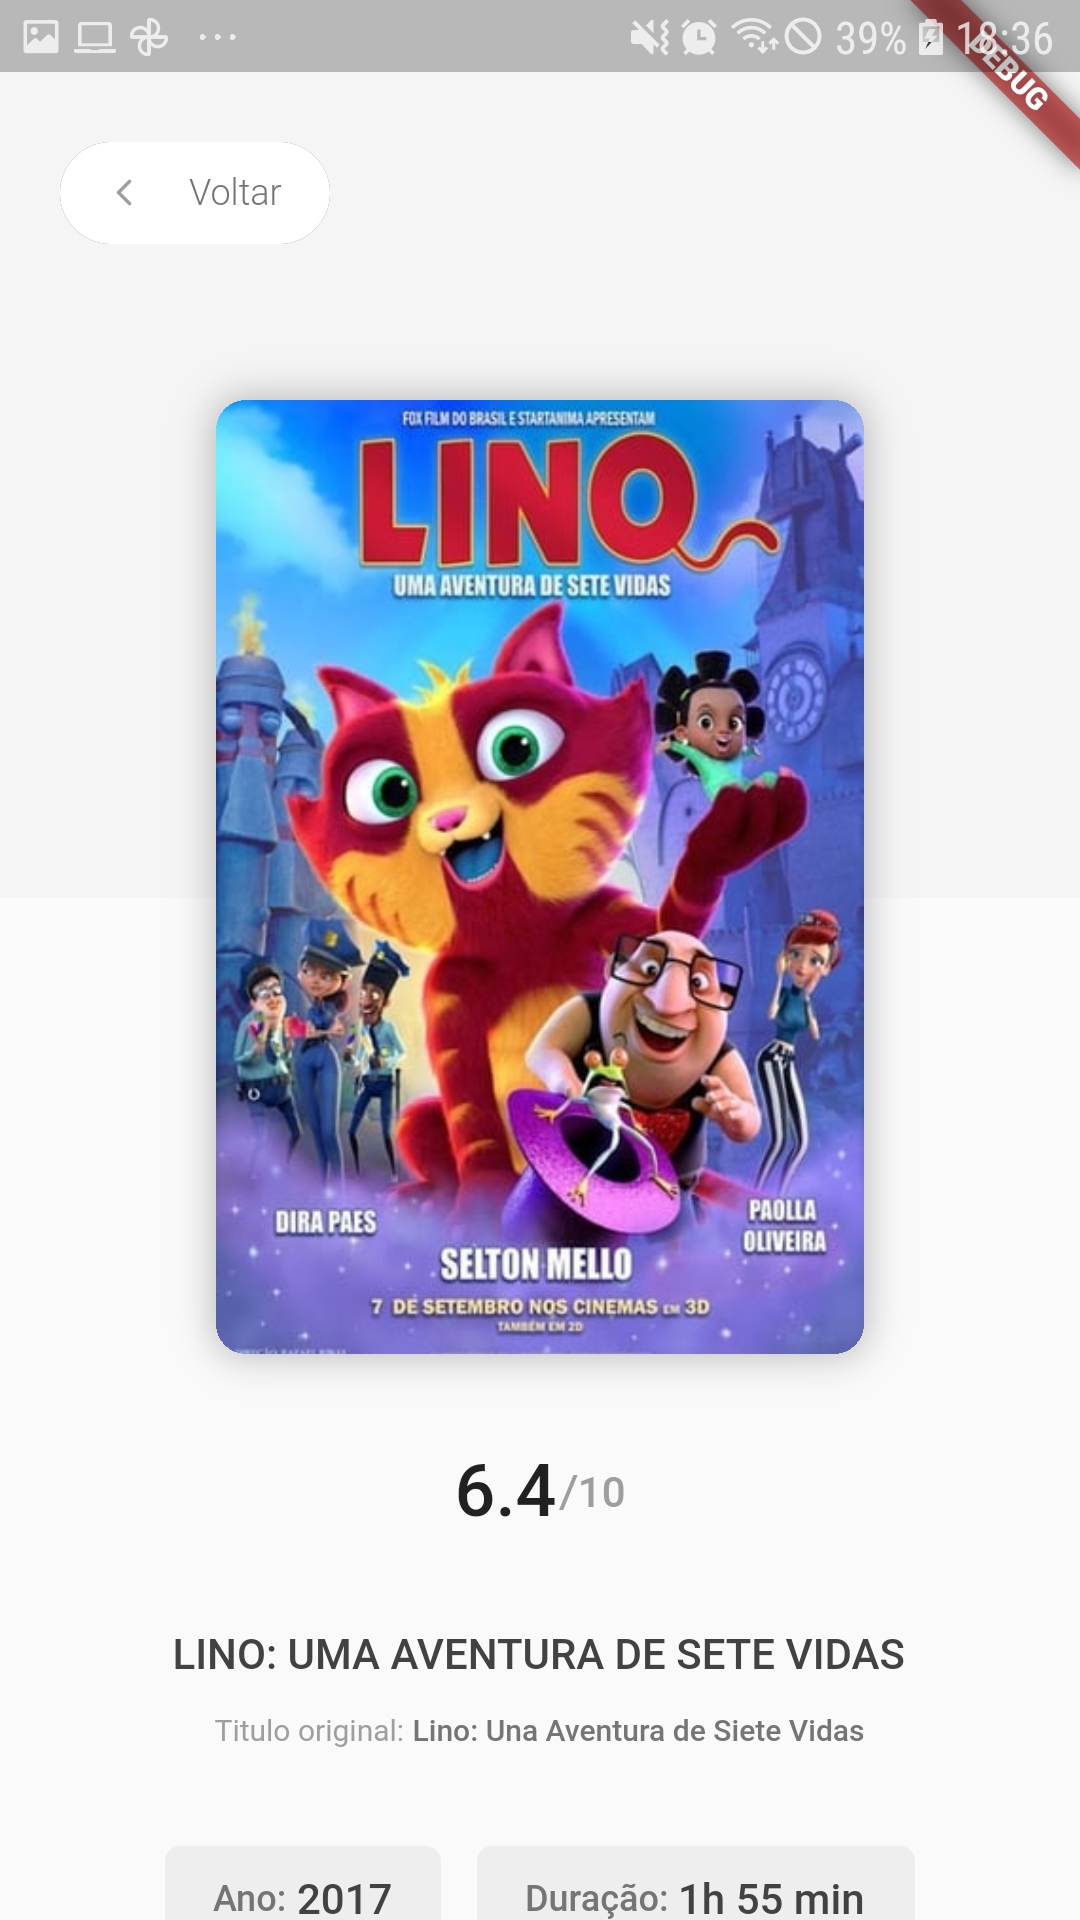 39% 18:36
DEBUG
Voltar
FOX FILM DO BRASIL E STARTANIMA APRESENTAM
LINO
UMA AVENTURA DE SETE VIDAS
DIRA PAES
PAOLLA
OLIVEIRA
SELTON MELLO
7 DE SETEMBRO NOS CINEMAS EM 3D
TAMBÉM EM 2D
6.4/10
LINO: UMA AVENTURA DE SETE VIDAS
Titulo original: Lino: Una Aventura de Siete Vidas
Ano: 2017
Duração: 1h 55 min